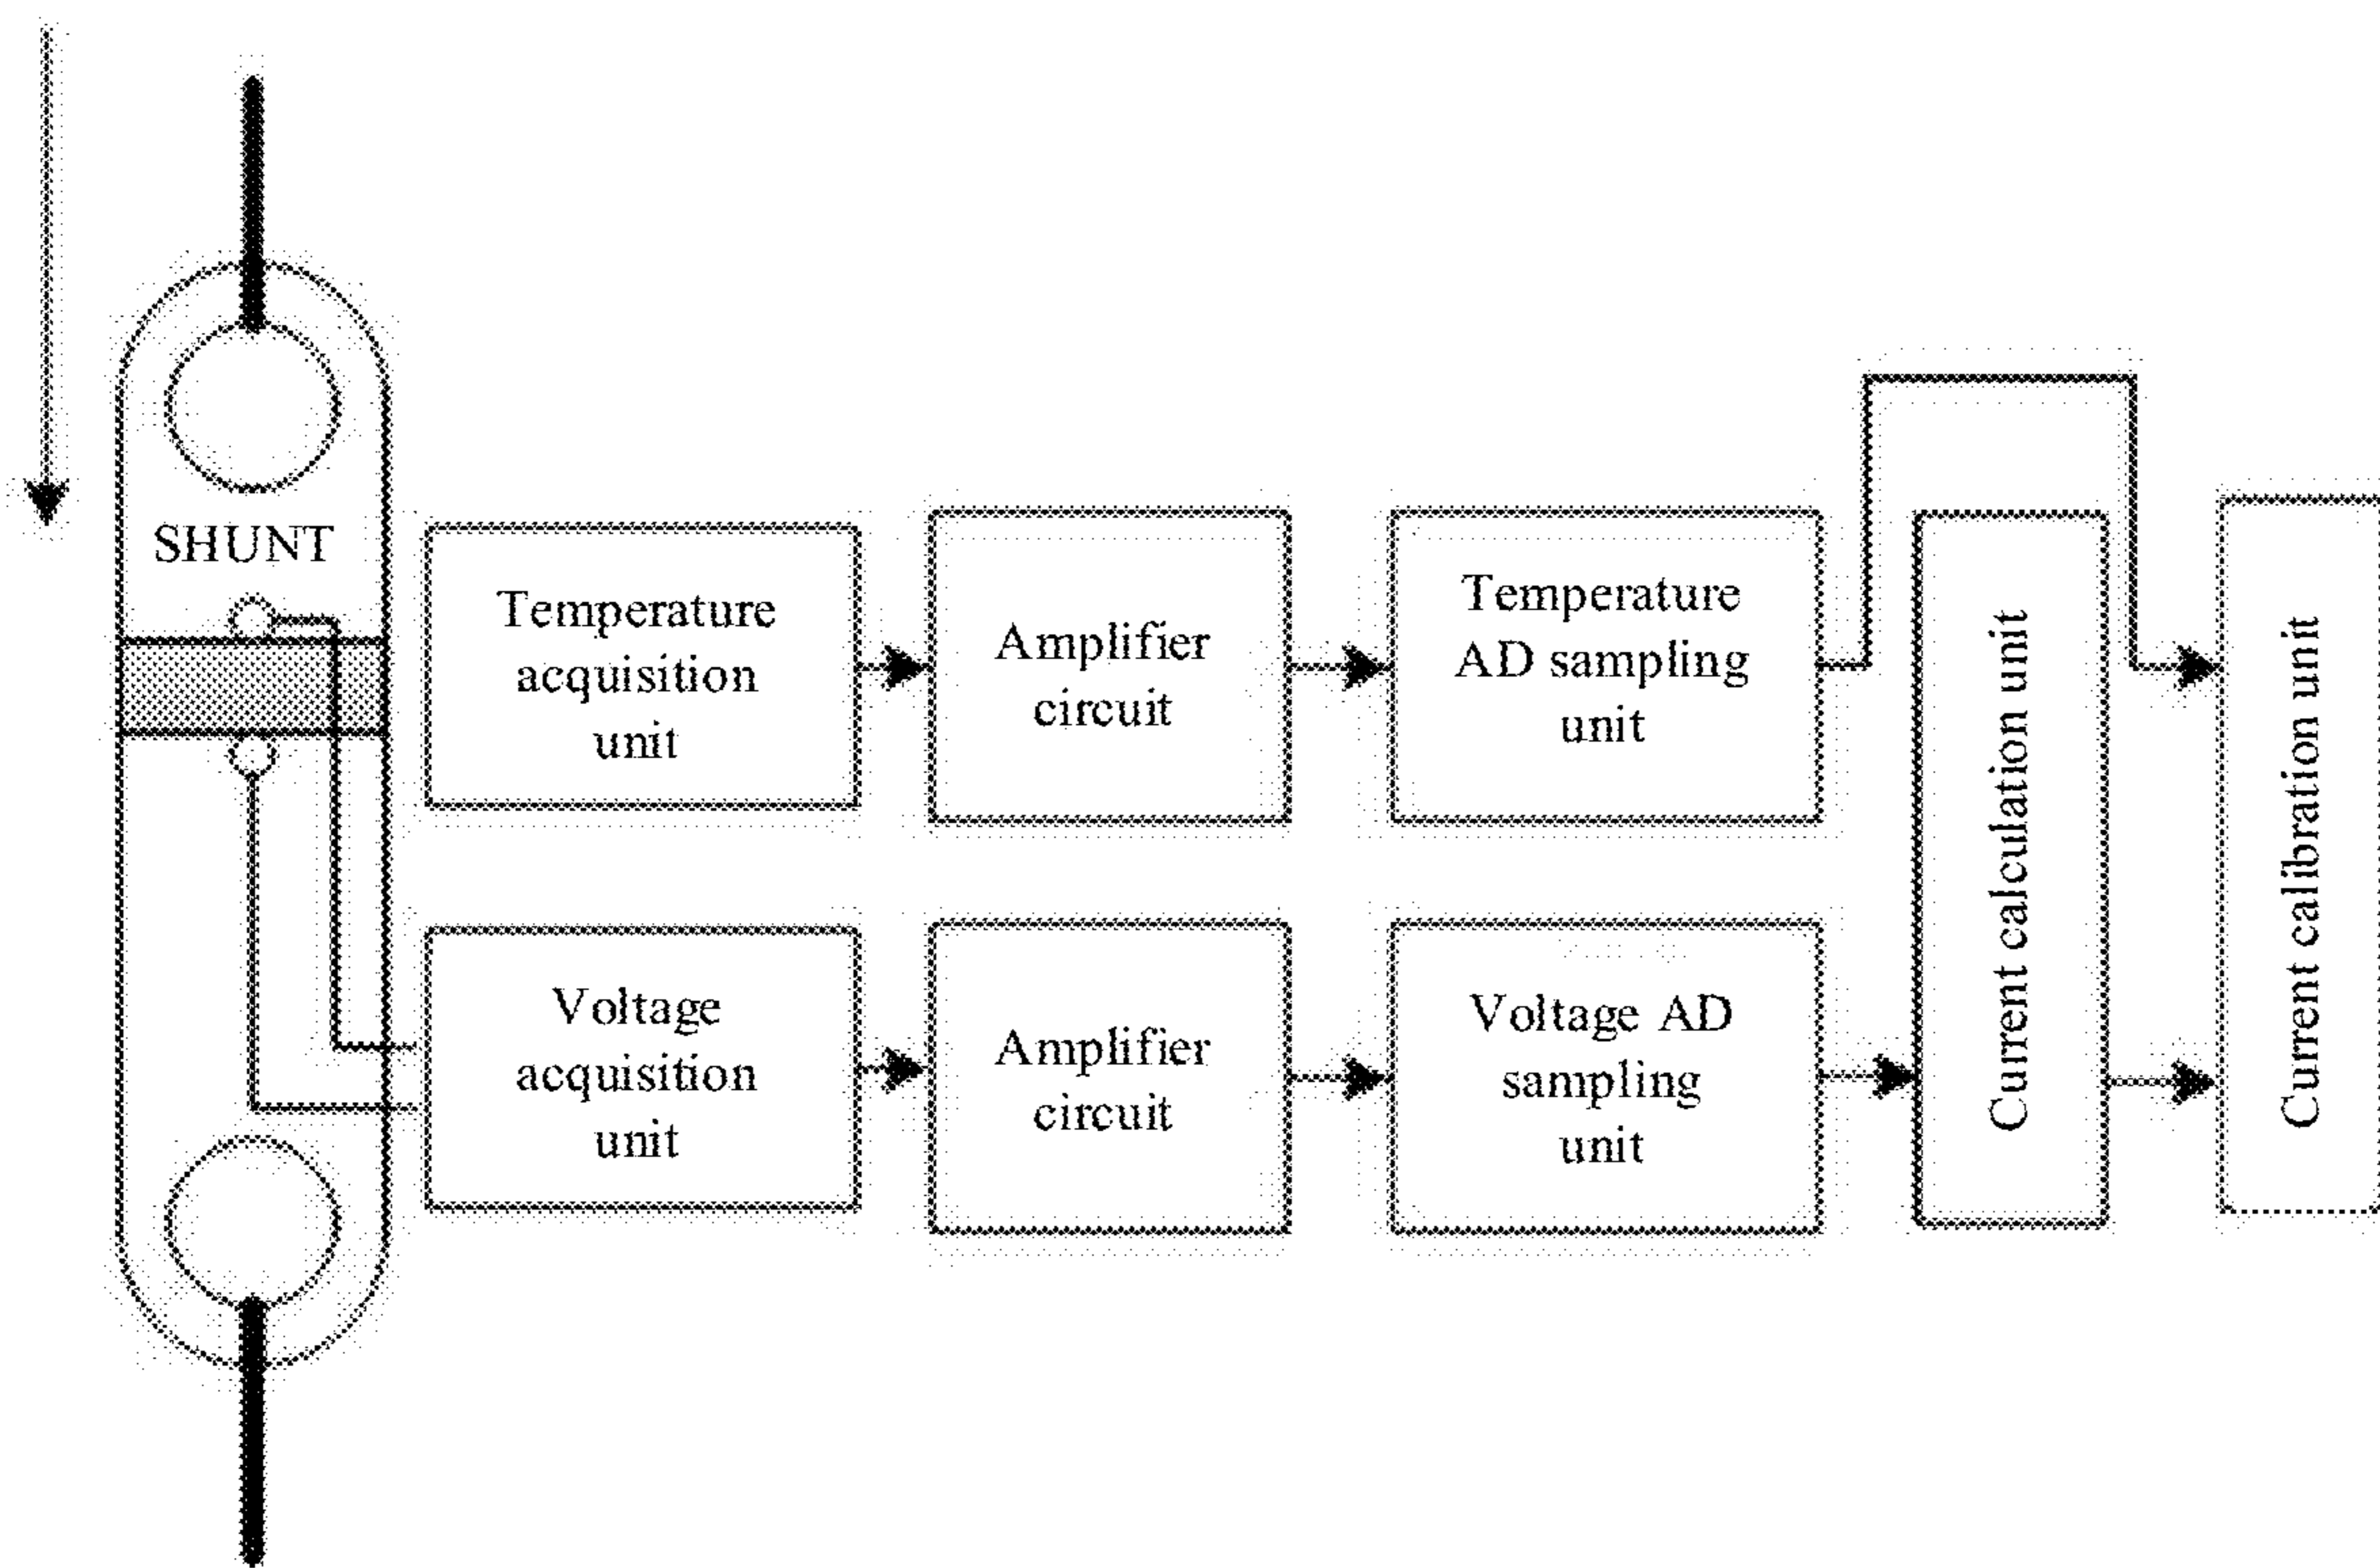 SHUNT
Temperature
acquisition
unit
Amplifier
circuit
Temperature
AD sampling
unit
Voltage
acquisition
unit
Amplifier
circuit
Voltage AD
sampling
unit
Current calculation unit
Current calibration unit